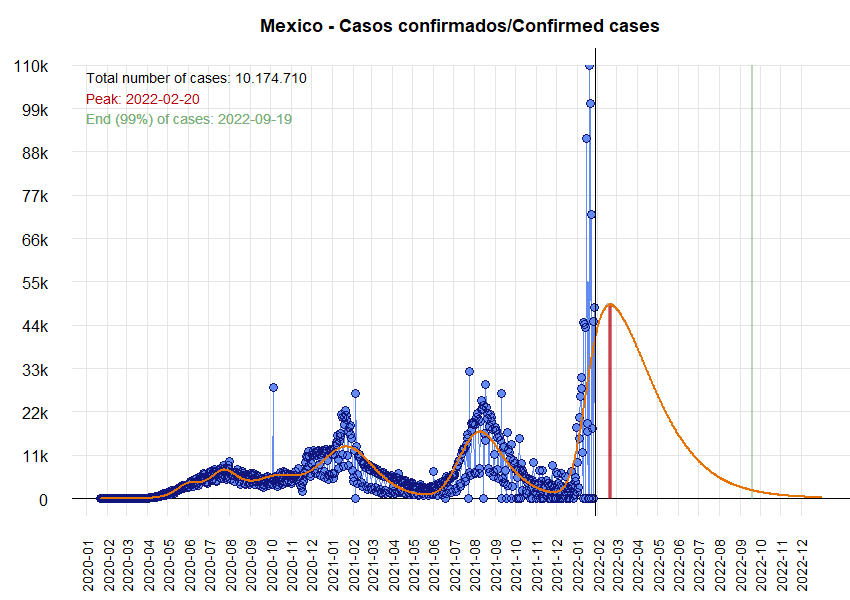 Mexico - Casos confirmados/Confirmed cases
Total number of cases: 10.174.710
Peak: 2022-02-20
End (99%) of cases: 2022-09-19
110k
99k
88k
77k
66k
55k
44k
33k
22k
11k
0
2020-01
2020-02
2020-03
2020-04
2020-05
2020-06
2020-07
2020-08
2020-09
2020-10
2020-11
2020-12
2021-01
2021-02
2021-03
2021-04
2021-05
2021-06
2021-07
2021-08
2021-09
2021-10
2021-11
2021-12
2022-01
2022-02
2022-03
2022-04
2022-05
2022-06
2022-07
2022-08
2022-09
2022-10
2022-11
2022-12